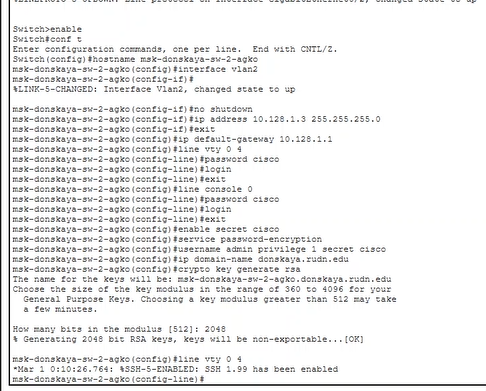 Switch>enable
Switch#conf t
Enter configuration commands, one per line.  End with CNTL/Z.
Switch(config)#hostname msk-donskaya-sw-2-agko
msk-donskaya-sw-2-agko(config)#interface vlan2
msk-donskaya-sw-2-agko(config-if)#
%LINK-5-CHANGED: Interface Vlan2, changed state to up
msk-donskaya-sw-2-agko(config-if)#no shutdown
msk-donskaya-sw-2-agko(config-if)#ip address 10.128.1.3 255.255.255.0
msk-donskaya-sw-2-agko(config-if)#exit
msk-donskaya-sw-2-agko(config)#ip default-gateway 10.128.1.1
msk-donskaya-sw-2-agko(config)#line vty 0 4
msk-donskaya-sw-2-agko(config-line)#password cisco
msk-donskaya-sw-2-agko(config-line)#login
msk-donskaya-sw-2-agko(config-line)#exit
msk-donskaya-sw-2-agko(config)#line console 0
msk-donskaya-sw-2-agko(config-line)#password cisco
msk-donskaya-sw-2-agko(config-line)#login
msk-donskaya-sw-2-agko(config-line)#exit
msk-donskaya-sw-2-agko(config)#enable secret cisco
msk-donskaya-sw-2-agko(config)#service password-encryption
msk-donskaya-sw-2-agko(config)#username admin privilege 1 secret cisco
msk-donskaya-sw-2-agko(config)#ip domain-name donskaya.rudn.edu
msk-donskaya-sw-2-agko(config)#crypto key generate rsa
The name for the keys will be: msk-donskaya-sw-2-agko.donskaya.rudn.edu
Choose the size of the key modulus in the range of 360 to 4096 for your
General Purpose Keys. Choosing a key modulus greater than 512 may take
a few minutes.
How many bits in the modulus [512]: 2048
% Generating 2048 bit RSA keys, keys will be non-exportable...[OK]
msk-donskaya-sw-2-agko(config)#line vty 0 4
*Mar 1 0:10:26.764: %SSH-5-ENABLED: SSH 1.99 has been enabled
msk-donskaya-sw-2-agko(config-line)#